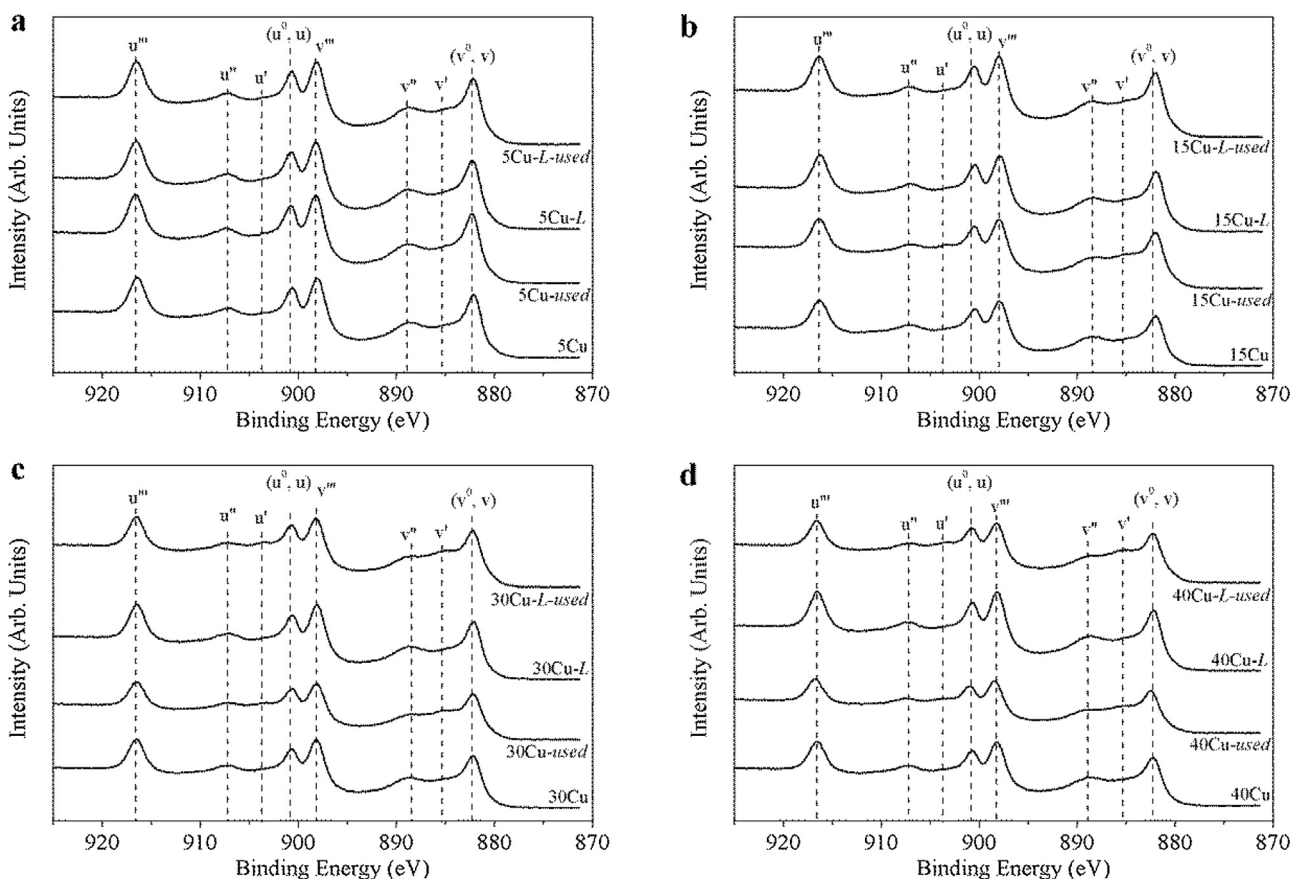 a
u''' u'' u' (u⁰, u) v''' v'' v' (v⁰, v)
5Cu-L-used
5Cu-L
5Cu-used
5Cu
Intensity (Arb. Units)
920 910 900 890 880 870
Binding Energy (eV)
b
u''' u'' u' (u⁰, u) v''' v'' v' (v⁰, v)
15Cu-L-used
15Cu-L
15Cu-used
15Cu
Intensity (Arb. Units)
920 910 900 890 880 870
Binding Energy (eV)
c
u''' u'' u' (u⁰, u) v''' v'' v' (v⁰, v)
30Cu-L-used
30Cu-L
30Cu-used
30Cu
Intensity (Arb. Units)
920 910 900 890 880 870
Binding Energy (eV)
d
u''' u'' u' (u⁰, u) v''' v'' v' (v⁰, v)
40Cu-L-used
40Cu-L
40Cu-used
40Cu
Intensity (Arb. Units)
920 910 900 890 880 870
Binding Energy (eV)